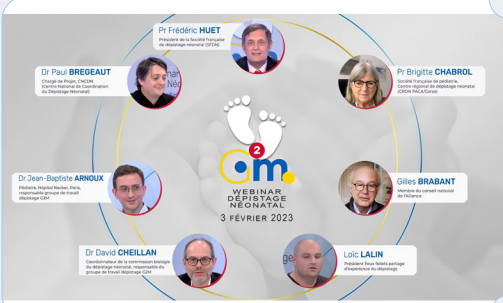 Pr Frédéric HUET
Président de la Société française
de dépistage néonatal (SFDN)
Dr Paul BREGEAUT
Chargé de Projet, CNCDN
(Centre National de Coordination
du Dépistage Néonatal)
Pr Brigitte CHABROL
Société française de pédiatrie,
Centre régional de dépistage néonatal
(CRDN PACA/Corse)
2
G2m
WEBINAR
DÉPISTAGE
NÉONATAL
3 FÉVRIER 2023
Dr Jean-Baptiste ARNOUX
Pédiatre, Hôpital Necker, Paris,
responsable groupe de travail
dépistage G2M
Gilles BRABANT
Membre du conseil national
de l'Alliance
Dr David CHEILLAN
Coordonnateur de la commission biologie
du dépistage néonatal, responsable du
groupe de travail dépistage G2M
Loïc LALIN
Président Feux follets partage
d'expérience du dépistage